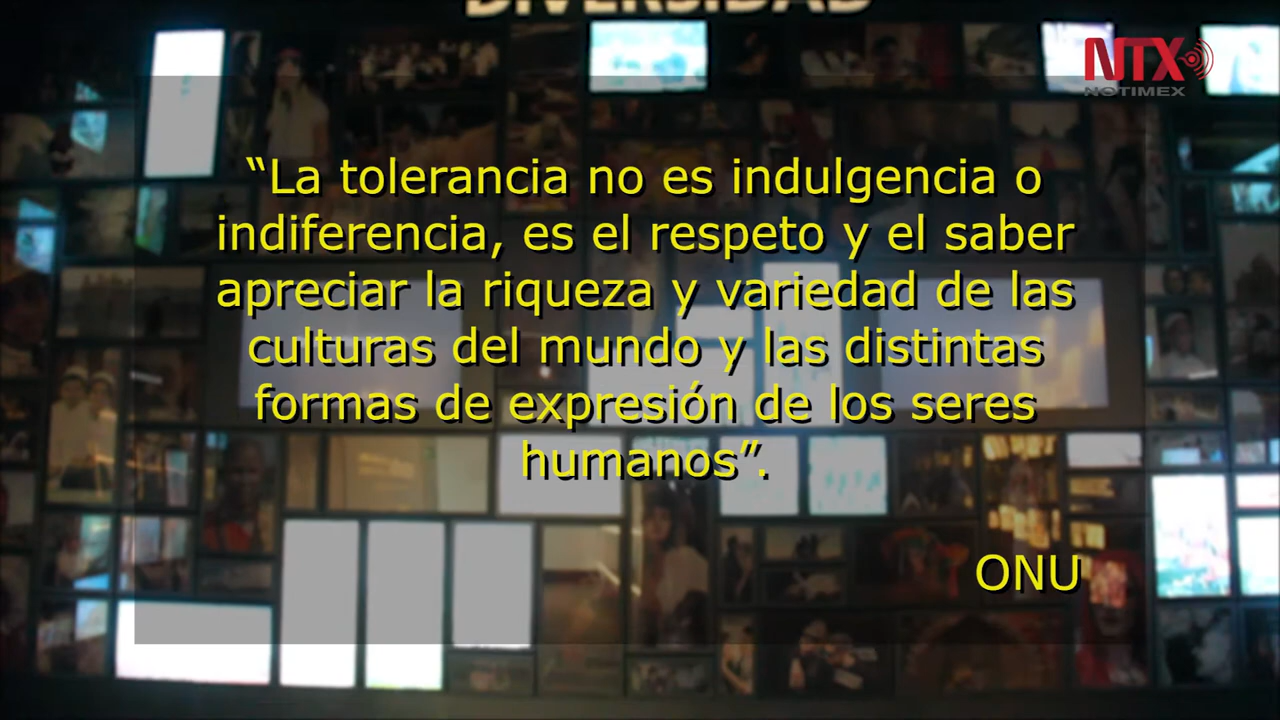 DIVERSIDAD
NTX
NOTIMEX
“La tolerancia no es indulgencia o
indiferencia, es el respeto y el saber
apreciar la riqueza y variedad de las
culturas del mundo y las distintas
formas de expresión de los seres
humanos”.
ONU